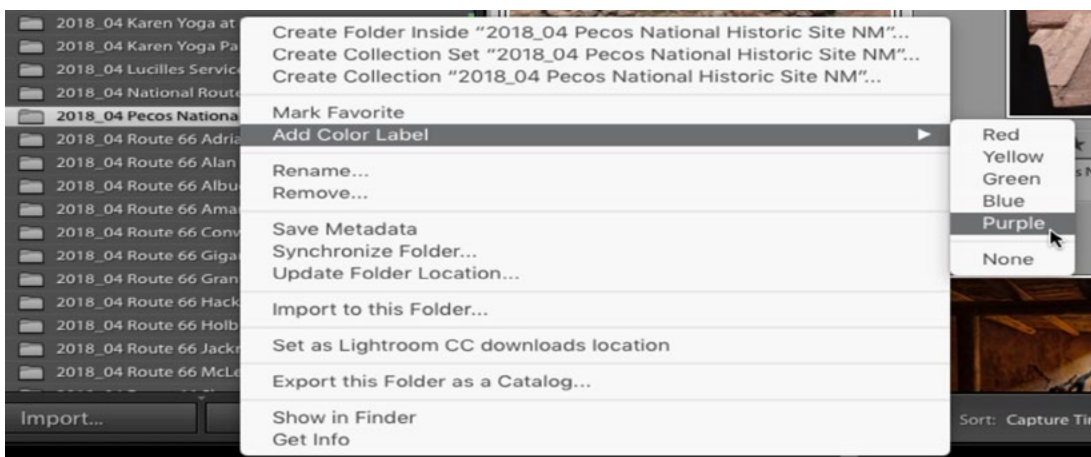 2018_04 Karen Yoga at
2018_04 Karen Yoga Pa
2018_04 Lucilles Service
2018_04 National Route
2018_04 Pecos Nationa
2018_04 Route 66 Adria
2018_04 Route 66 Alan
2018_04 Route 66 Albu
2018_04 Route 66 Amar
2018_04 Route 66 Conv
2018_04 Route 66 Giga
2018_04 Route 66 Gran
2018_04 Route 66 Hack
2018_04 Route 66 Holb
2018_04 Route 66 Jackr
2018_04 Route 66 McLe
Import...
Create Folder Inside “2018_04 Pecos National Historic Site NM”...
Create Collection Set “2018_04 Pecos National Historic Site NM”...
Create Collection “2018_04 Pecos National Historic Site NM”...
Mark Favorite
Add Color Label
Rename...
Remove...
Save Metadata
Synchronize Folder...
Update Folder Location...
Import to this Folder...
Set as Lightroom CC downloads location
Export this Folder as a Catalog...
Show in Finder
Get Info
Red
Yellow
Green
Blue
Purple
None
Sort: Capture Tir